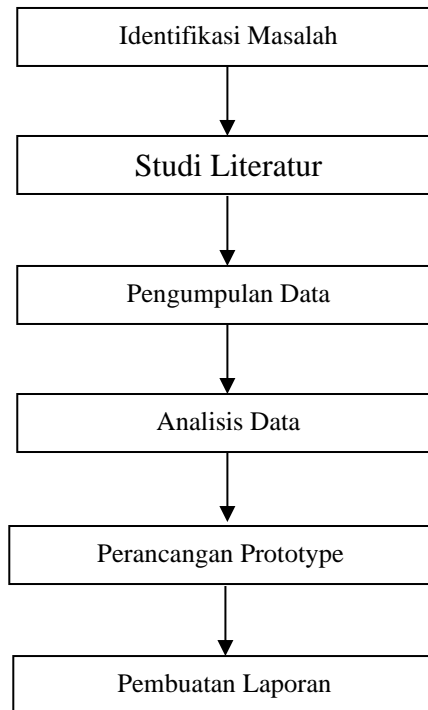 Identifikasi Masalah
Studi Literatur
Pengumpulan Data
Analisis Data
Perancangan Prototype
Pembuatan Laporan